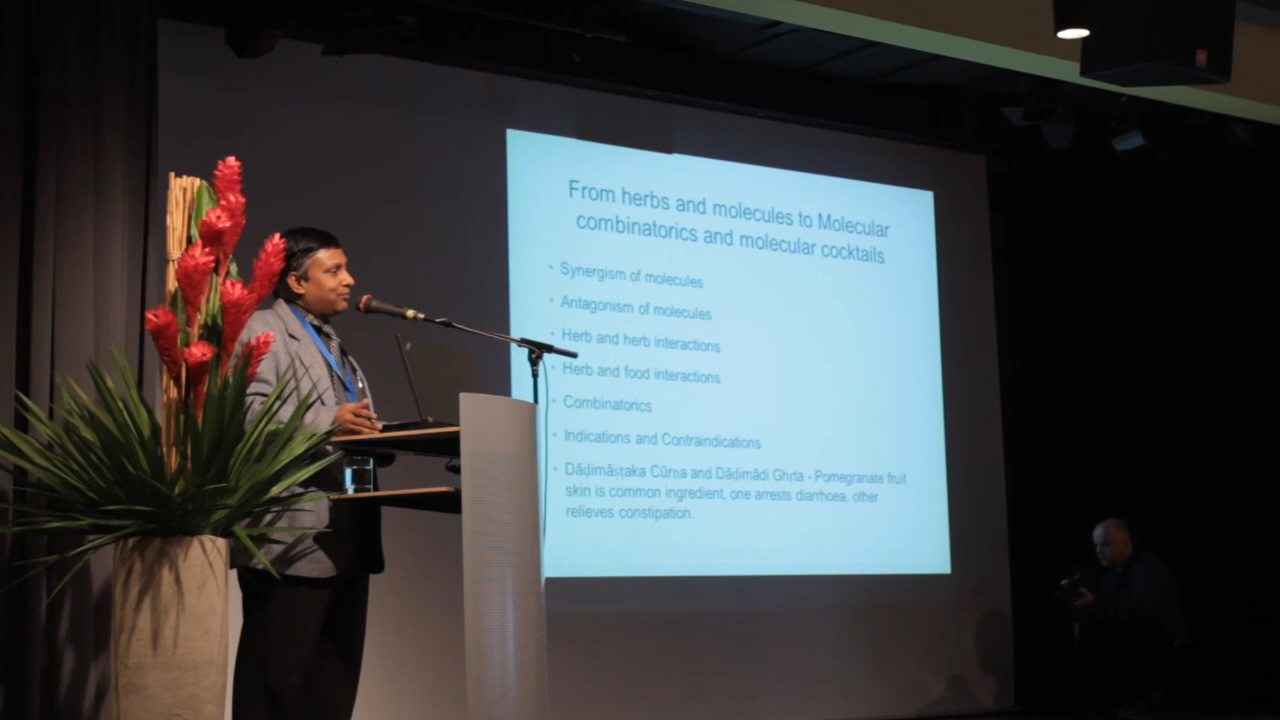 From herbs and molecules to Molecular
combinatorics and molecular cocktails
• Synergism of molecules
• Antagonism of molecules
• Herb and herb interactions
• Herb and food interactions
• Combinatorics
• Indications and Contraindications
• Dāḍimāṣṭaka Cūrna and Dāḍimādi Ghṛta - Pomegranate fruit
skin is common ingredient, one arrests diarrhoea, other
relieves constipation.